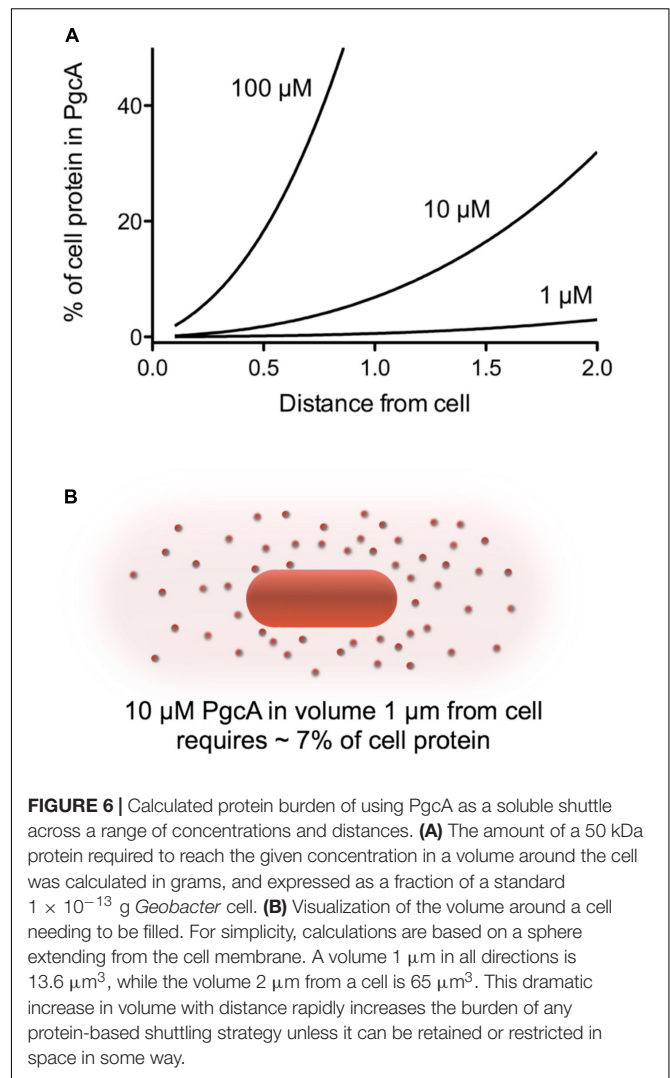 A
% of cell protein in PgcA
40
20
0
100 µM
10 µM
1 µM
0.0 0.5 1.0 1.5 2.0
Distance from cell
B
10 µM PgcA in volume 1 µm from cell
requires ~ 7% of cell protein
FIGURE 6 | Calculated protein burden of using PgcA as a soluble shuttle
across a range of concentrations and distances. (A) The amount of a 50 kDa
protein required to reach the given concentration in a volume around the cell
was calculated in grams, and expressed as a fraction of a standard
1 × 10⁻¹³ g Geobacter cell. (B) Visualization of the volume around a cell
needing to be filled. For simplicity, calculations are based on a sphere
extending from the cell membrane. A volume 1 µm in all directions is
13.6 µm³, while the volume 2 µm from a cell is 65 µm³. This dramatic
increase in volume with distance rapidly increases the burden of any
protein-based shuttling strategy unless it can be retained or restricted in
space in some way.